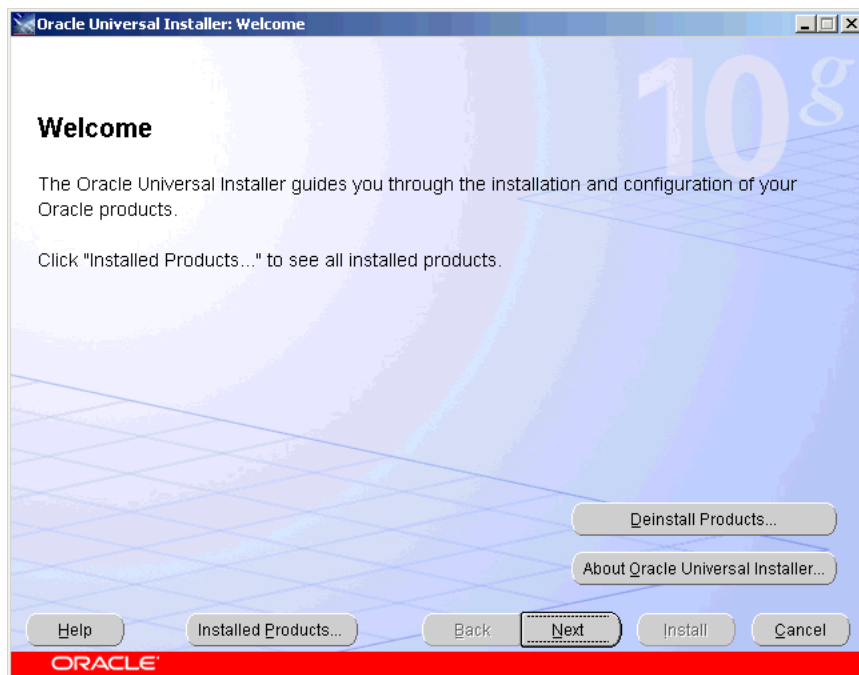 Oracle Universal Installer: Welcome
10g
Welcome
The Oracle Universal Installer guides you through the installation and configuration of your
Oracle products.
Click "Installed Products..." to see all installed products.
Deinstall Products...
About Oracle Universal Installer...
Help
Installed Products...
Back
Next
Install
Cancel
ORACLE